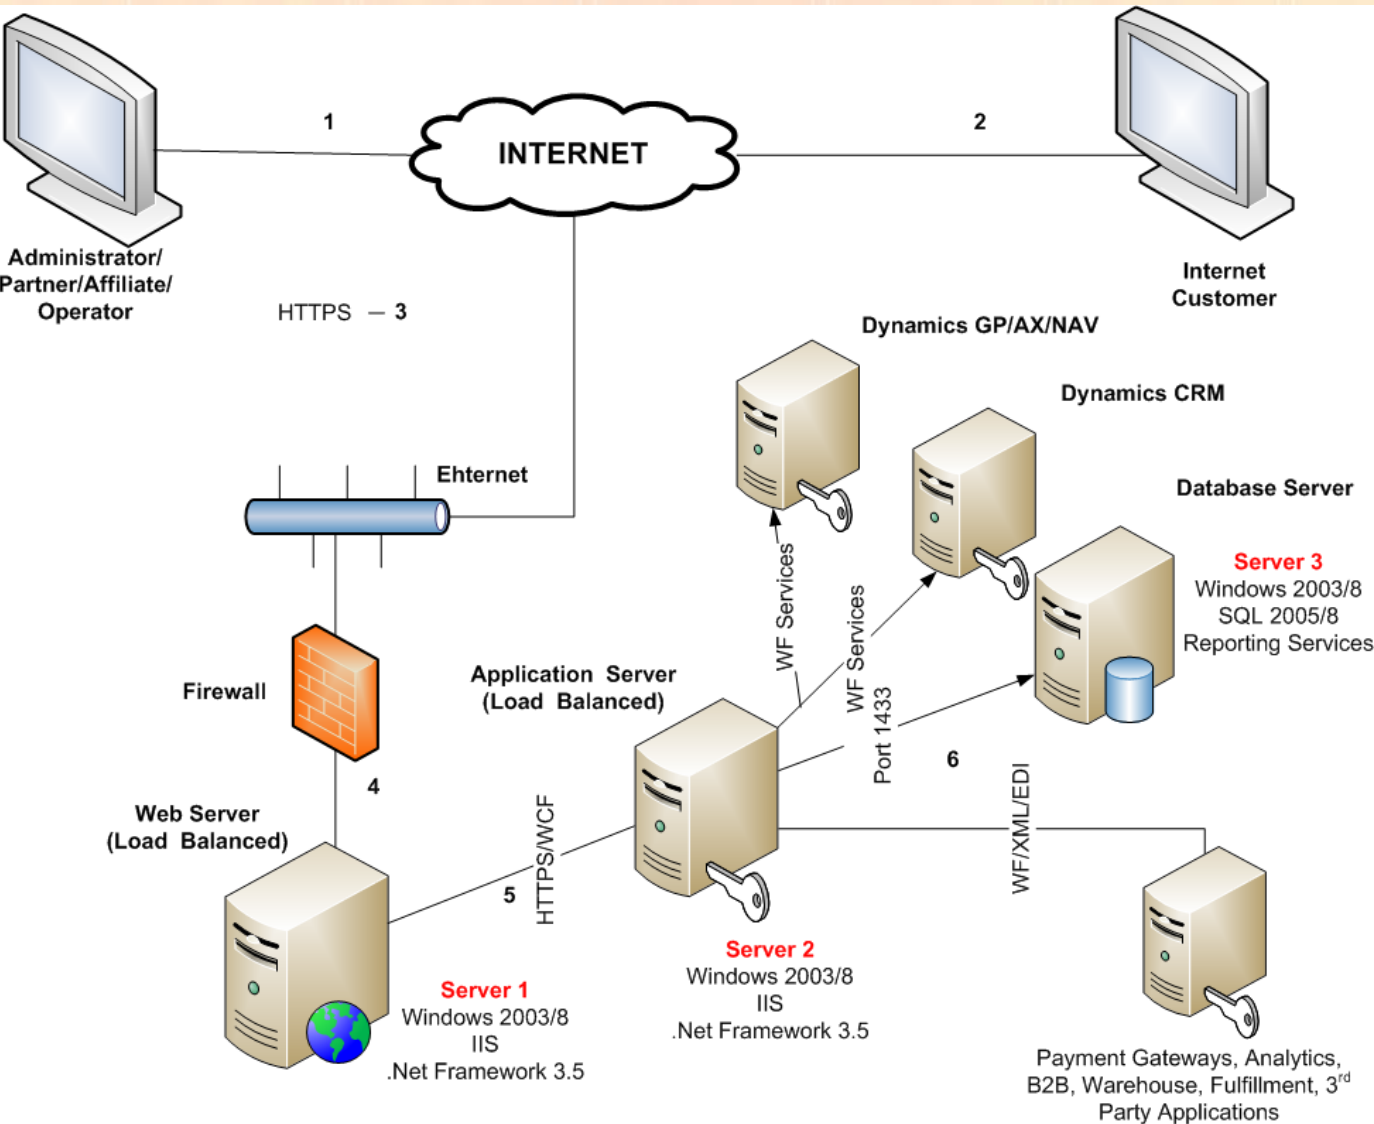 1
2
INTERNET
Administrator/
Partner/Affiliate/
Operator
Internet
Customer
HTTPS – 3
Dynamics GP/AX/NAV
Dynamics CRM
Ehternet
Database Server
Server 3
Windows 2003/8
SQL 2005/8
Reporting Services
WF Services
WF Services
Port 1433
Application Server
(Load Balanced)
Firewall
4
6
Web Server
(Load Balanced)
HTTPS/WCF
5
WF/XML/EDI
Server 2
Windows 2003/8
IIS
.Net Framework 3.5
Server 1
Windows 2003/8
IIS
.Net Framework 3.5
Payment Gateways, Analytics,
B2B, Warehouse, Fulfillment, 3rd
Party Applications